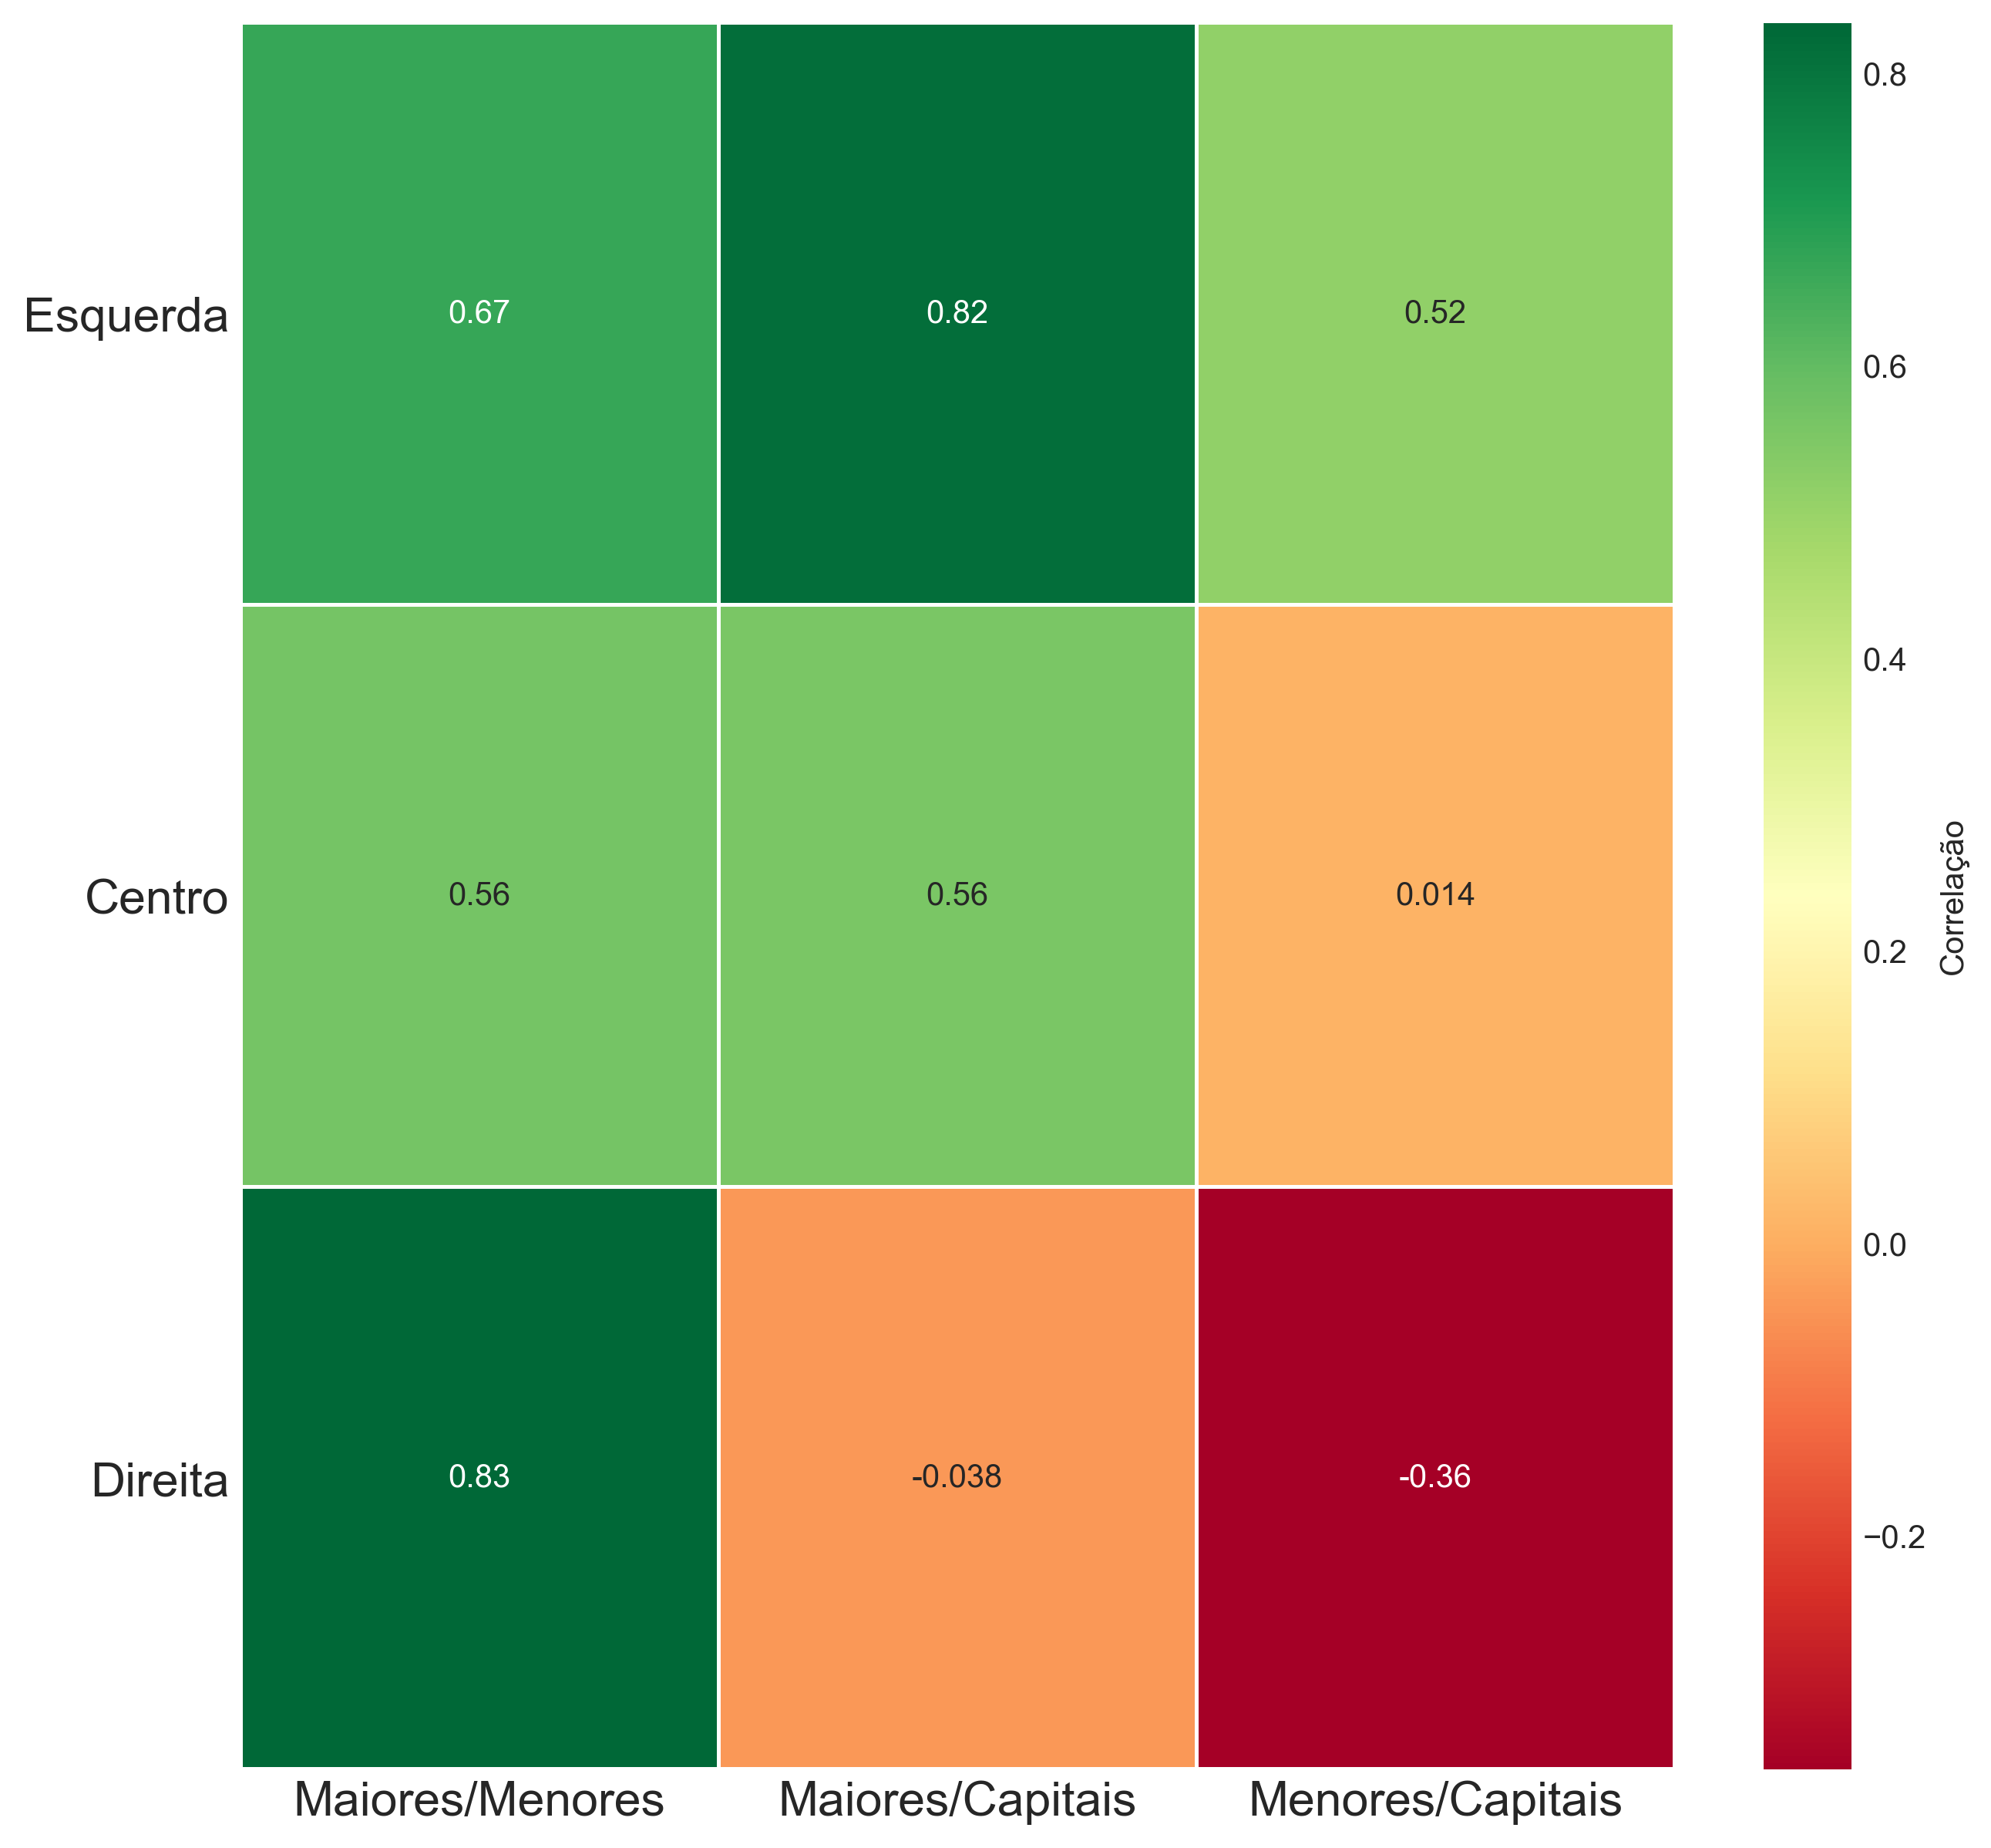 Esquerda
0.67 0.82 0.52
Centro
0.56 0.56 0.014
Direita
0.83 -0.038 -0.36
Maiores/Menores Maiores/Capitais Menores/Capitais
0.8
0.6
0.4
0.2
0.0
−0.2
Correlação